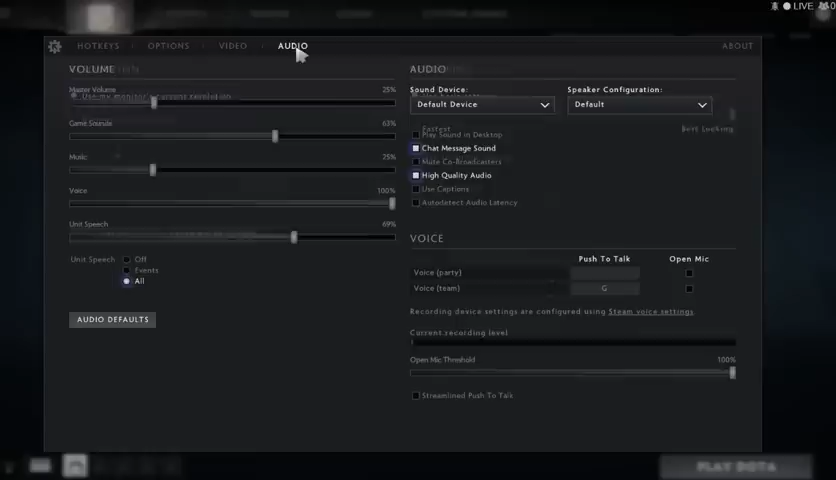 LIVE
HOTKEYS OPTIONS VIDEO AUDIO ABOUT
VOLUME
Master Volume 25%
Game Sounds 63%
Music 25%
Voice 100%
Unit Speech 69%
Unit Speech Off
Events
All
AUDIO DEFAULTS
AUDIO
Sound Device: Speaker Configuration:
Default Device Default
Fastest Best Looking
Play Sound in Desktop
Chat Message Sound
Mute Co-Broadcasters
High Quality Audio
Use Captions
Autodetect Audio Latency
VOICE
Push To Talk Open Mic
Voice (party)
Voice (team) G
Recording device settings are configured using Steam voice settings.
Current recording level
Open Mic Threshold 100%
Streamlined Push To Talk
PLAY DOTA